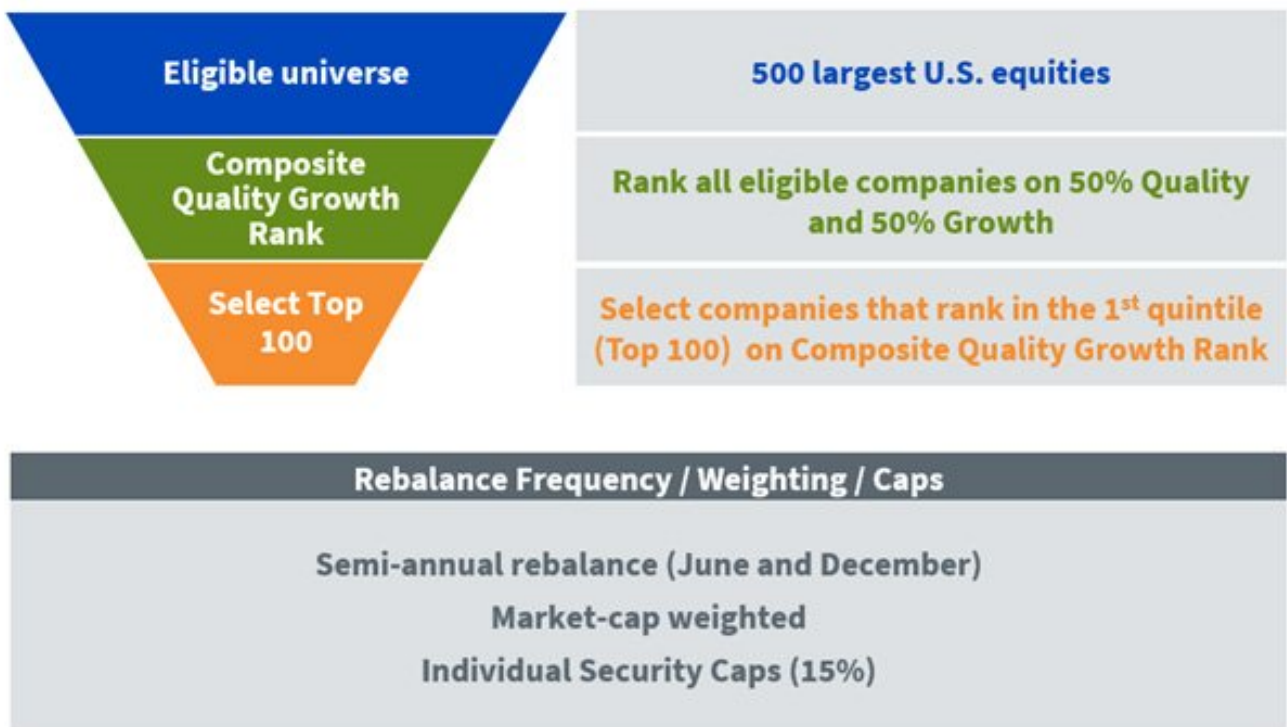 Eligible universe
500 largest U.S. equities
Composite
Quality Growth
Rank
Rank all eligible companies on 50% Quality
and 50% Growth
Select Top
100
Select companies that rank in the 1st quintile
(Top 100) on Composite Quality Growth Rank
Rebalance Frequency / Weighting / Caps
Semi-annual rebalance (June and December)
Market-cap weighted
Individual Security Caps (15%)